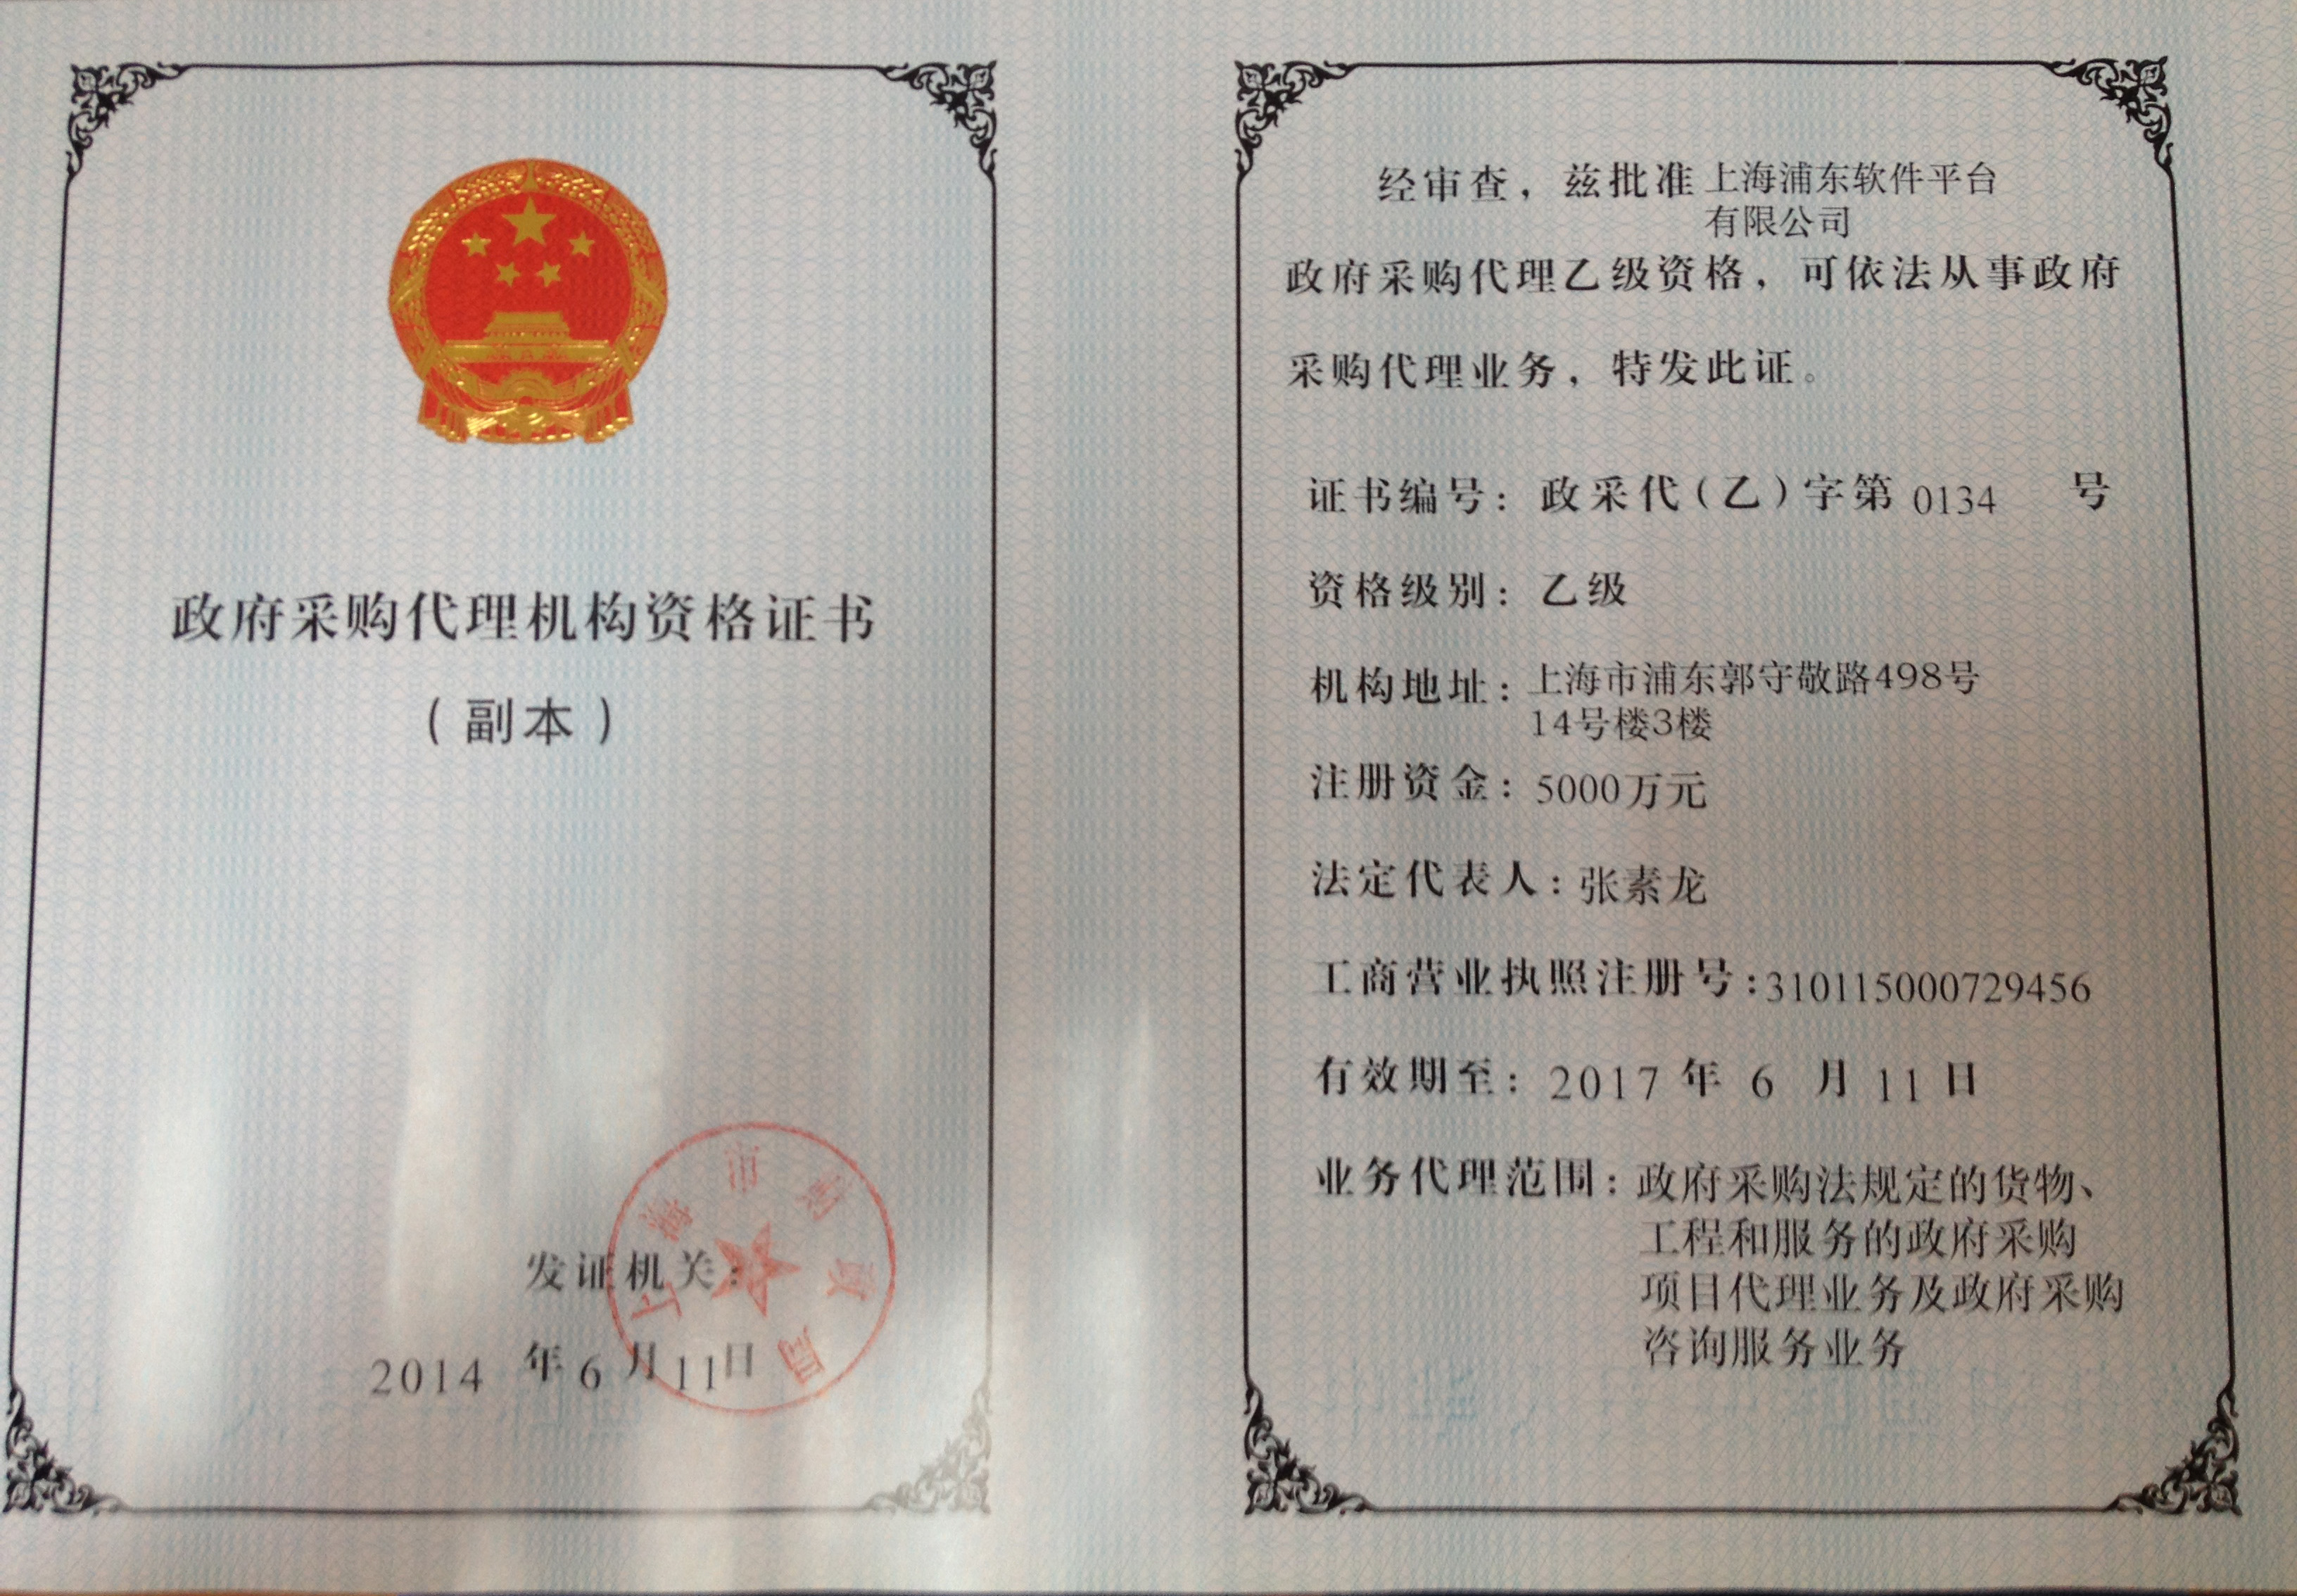 政府采购代理机构资格证书
（副本）
发证机关：
2014 年 6 月 11 日
上海市财政局
经审查，兹批准 上海浦东软件平台
有限公司
政府采购代理乙级资格，可依法从事政府
采购代理业务，特发此证。
证书编号：政采代（乙）字第 0134 号
资格级别：乙级
机构地址：上海市浦东郭守敬路498号
14号楼3楼
注册资金：5000万元
法定代表人：张素龙
工商营业执照注册号：310115000729456
有效期至：2017 年 6 月 11 日
业务代理范围：政府采购法规定的货物、
工程和服务的政府采购
项目代理业务及政府采购
咨询服务业务